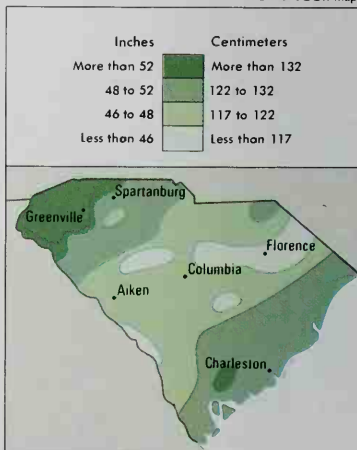 Inches Centimeters
More than 52 More than 132
48 to 52 122 to 132
46 to 48 117 to 122
Less than 46 Less than 117
Spartanburg
Greenville
Florence
Columbia
Aiken
Charleston